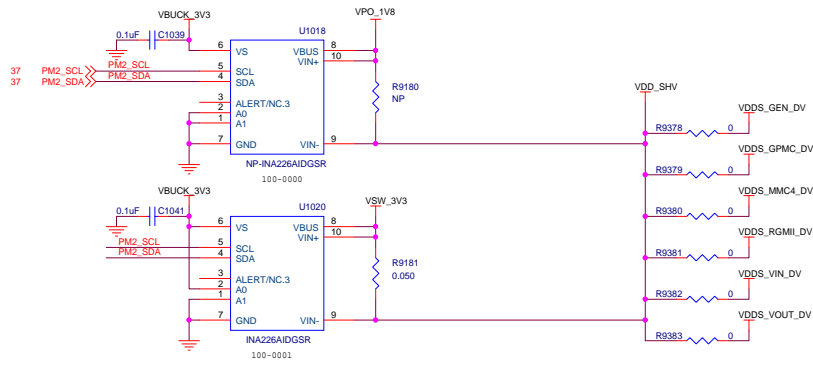 VBUCK_3V3
VPO_1V8
0.1uF
C1039
U1018
6
VS
VBUS
8
VIN+
10
37
PM2_SCL
PM2_SCL
5
SCL
37
PM2_SDA
PM2_SDA
4
SDA
R9180
NP
3
ALERT/NC.3
2
A0
1
A1
7
GND
VIN-
9
NP-INA226AIDGSR
100-0000
VDD_SHV
VDDS_GEN_DV
R9378
0
VDDS_GPMC_DV
R9379
0
VDDS_MMC4_DV
R9380
0
VDDS_RGMII_DV
R9381
0
VDDS_VIN_DV
R9382
0
VDDS_VOUT_DV
R9383
0
VBUCK_3V3
VSW_3V3
0.1uF
C1041
U1020
6
VS
VBUS
8
VIN+
10
PM2_SCL
5
SCL
PM2_SDA
4
SDA
R9181
0.050
3
ALERT/NC.3
2
A0
1
A1
7
GND
VIN-
9
INA226AIDGSR
100-0001